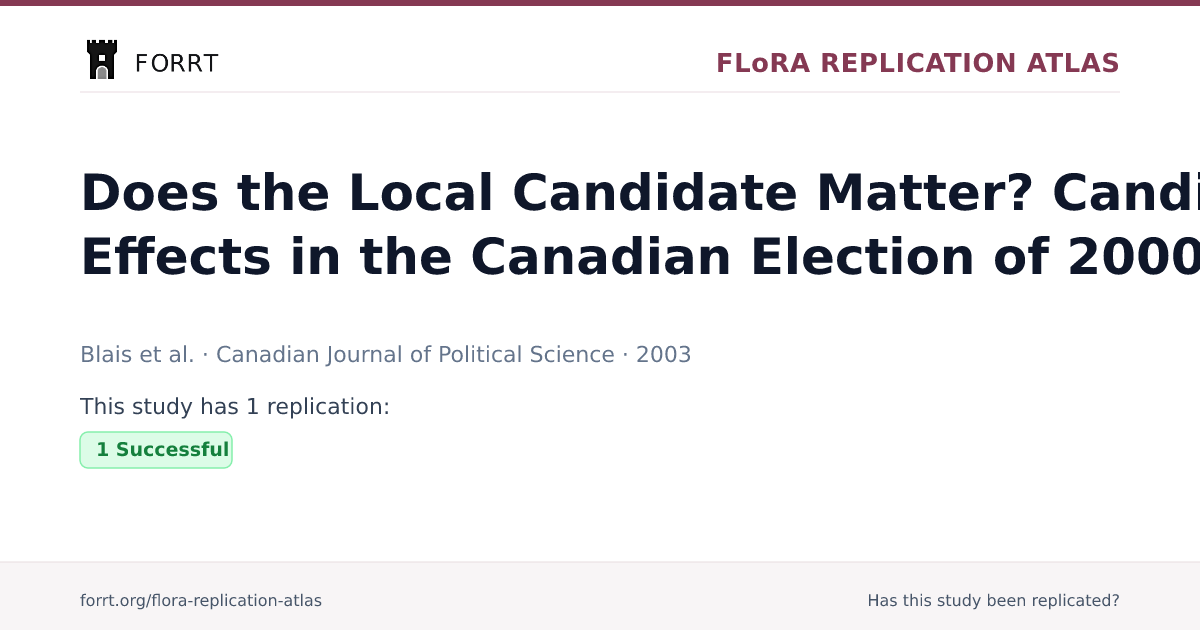 FORRT
FLoRA REPLICATION ATLAS
Does the Local Candidate Matter? Candi
Effects in the Canadian Election of 2000
Blais et al. · Canadian Journal of Political Science · 2003
This study has 1 replication:
1 Successful
forrt.org/flora-replication-atlas
Has this study been replicated?